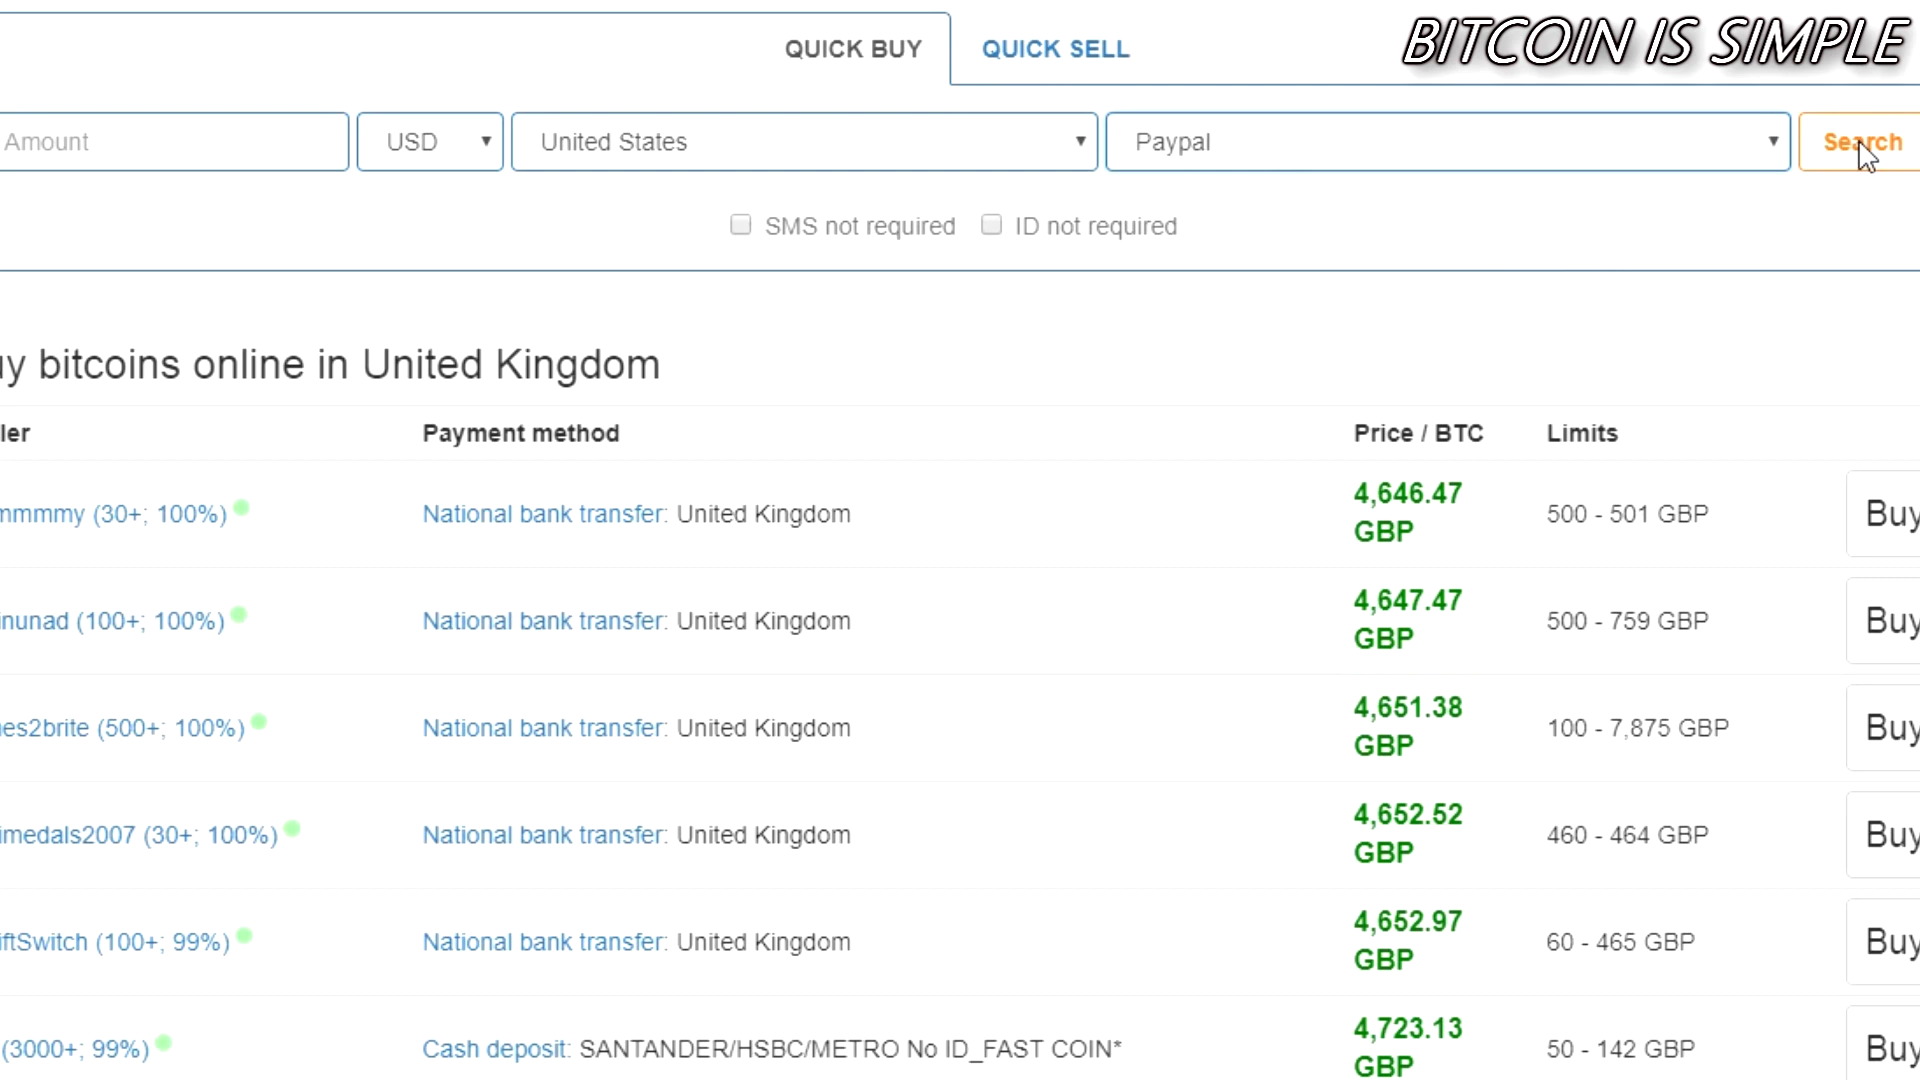 QUICK BUY QUICK SELL BITCOIN IS SIMPLE
Amount USD United States Paypal Search
SMS not required ID not required
bitcoins online in United Kingdom
Payment method Price / BTC Limits
(30+; 100%) National bank transfer: United Kingdom 4,646.47 GBP 500 - 501 GBP Buy
(100+; 100%) National bank transfer: United Kingdom 4,647.47 GBP 500 - 759 GBP Buy
(500+; 100%) National bank transfer: United Kingdom 4,651.38 GBP 100 - 7,875 GBP Buy
(30+; 100%) National bank transfer: United Kingdom 4,652.52 GBP 460 - 464 GBP Buy
(100+; 99%) National bank transfer: United Kingdom 4,652.97 GBP 60 - 465 GBP Buy
(3000+; 99%) Cash deposit: SANTANDER/HSBC/METRO No ID_FAST COIN* 4,723.13 GBP 50 - 142 GBP Buy